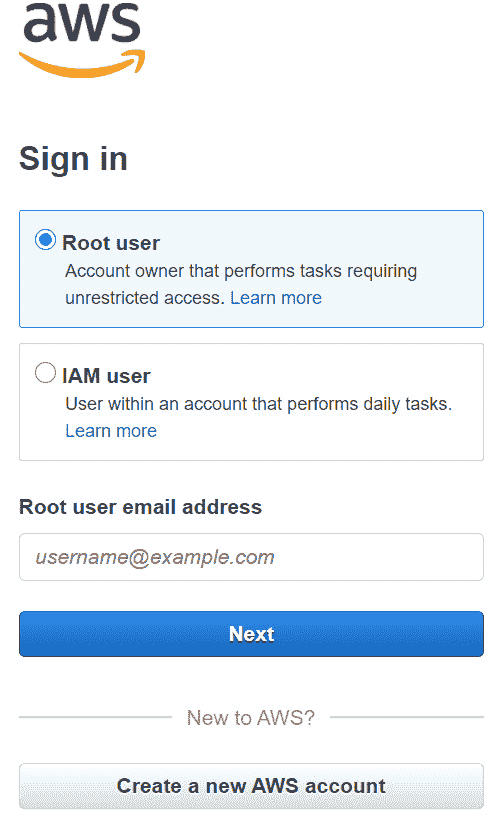 aws
Sign in
Root user
Account owner that performs tasks requiring
unrestricted access. Learn more
IAM user
User within an account that performs daily tasks.
Learn more
Root user email address
username@example.com
Next
New to AWS?
Create a new AWS account